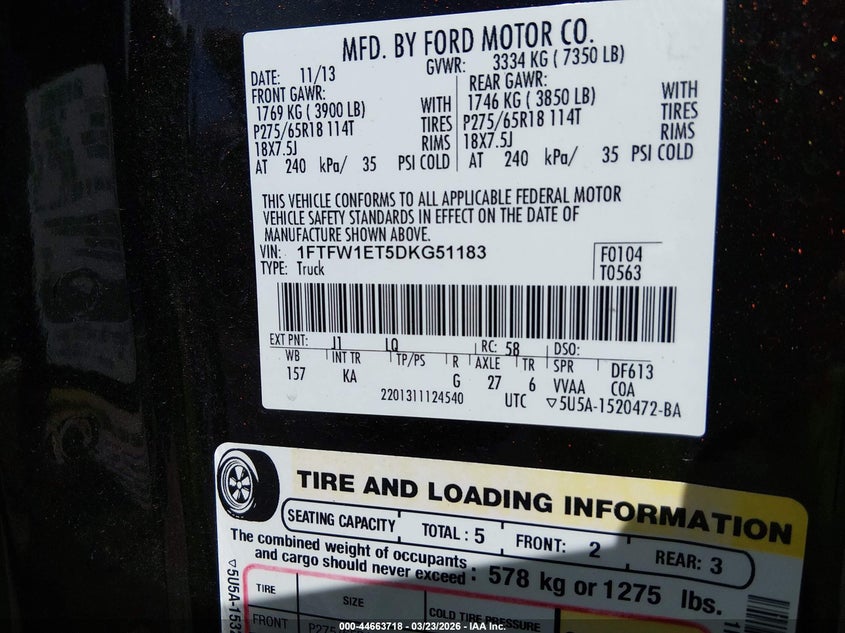 MFD. BY FORD MOTOR CO.
DATE: 11/13 GVWR: 3334 KG ( 7350 LB)
FRONT GAWR: REAR GAWR:
1769 KG ( 3900 LB) WITH 1746 KG ( 3850 LB) WITH
P275/65R18 114T TIRES P275/65R18 114T TIRES
18X7.5J RIMS 18X7.5J RIMS
AT 240 kPa/ 35 PSI COLD AT 240 kPa/ 35 PSI COLD
THIS VEHICLE CONFORMS TO ALL APPLICABLE FEDERAL MOTOR
VEHICLE SAFETY STANDARDS IN EFFECT ON THE DATE OF
MANUFACTURE SHOWN ABOVE.
VIN: 1FTFW1ET5DKG51183 F0104
TYPE: Truck T0563
EXT PNT: J1 LQ RC: 58 DSO:
WB INT TR TP/PS R AXLE TR SPR DF613
157 KA G 27 6 VVAA COA
2201311124540 UTC ▽5U5A-1520472-BA
TIRE AND LOADING INFORMATION
SEATING CAPACITY TOTAL : 5 FRONT: 2 REAR: 3
The combined weight of occupants
and cargo should never exceed : 578 kg or 1275 lbs.
TIRE SIZE COLD TIRE PRESSURE
FRONT
000-44663718 - 03/23/2026 - IAA Inc.